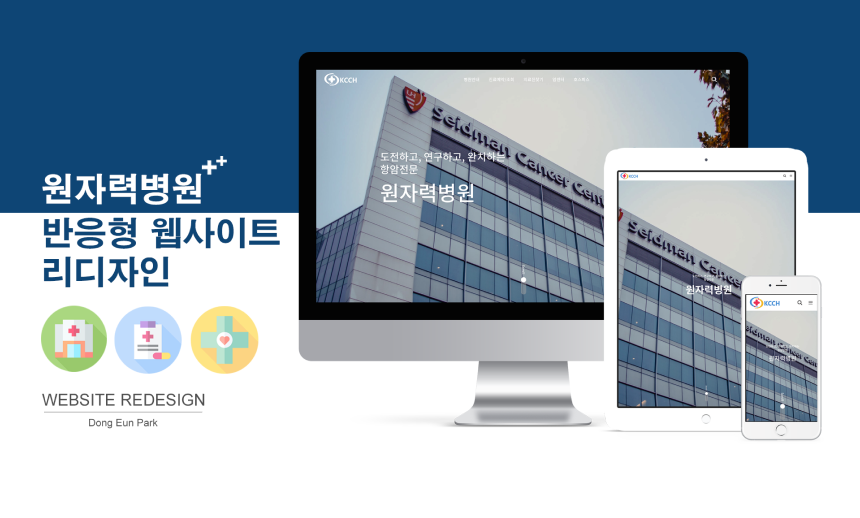 원자력병원
반응형 웹사이트
리디자인
WEBSITE REDESIGN
Dong Eun Park
KCCH
Seidman Cancer Cent
도전하고, 연구하고, 완치하는
항암전문
원자력병원
KCCH
Seidman Cancer Cen
원자력병원
KCCH
Seidman Cancer Cent
원자력병원